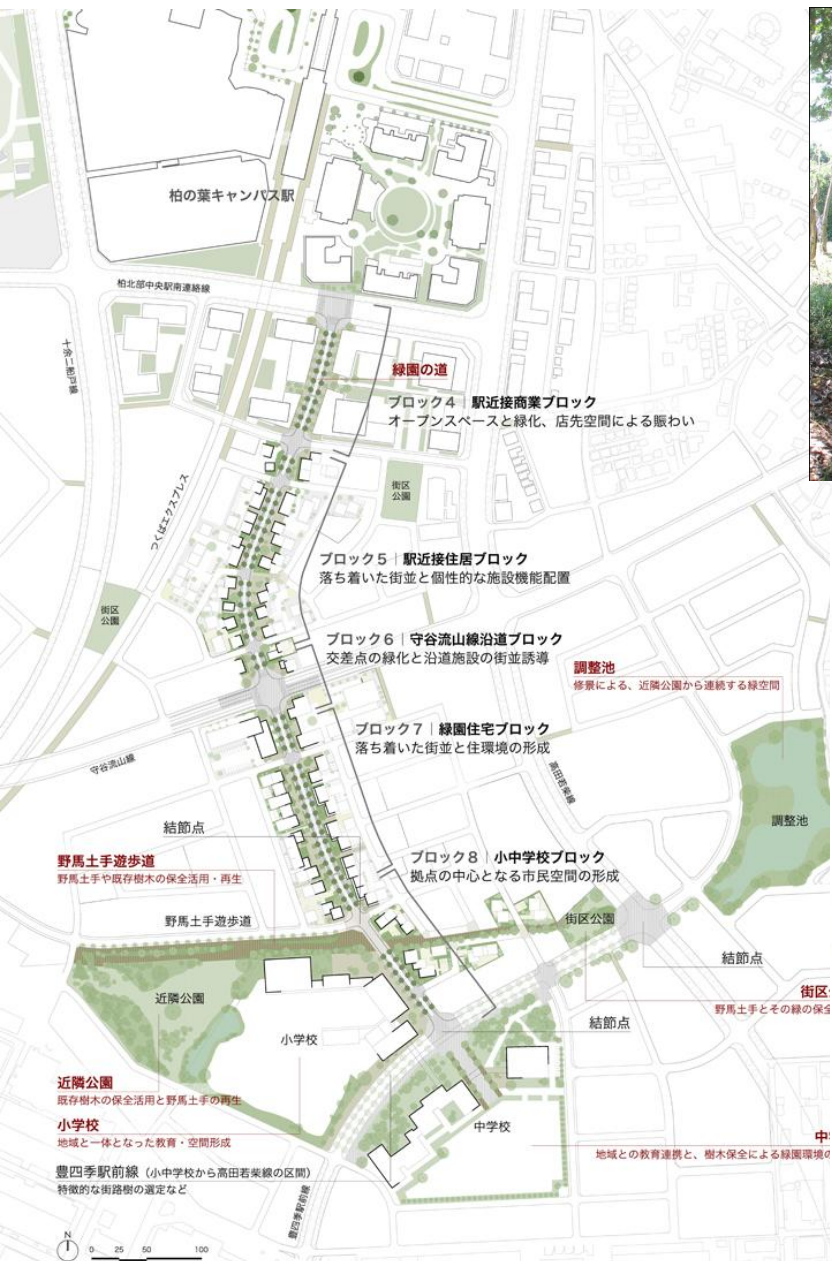 柏の葉キャンパス駅
柏北部中央駅南連絡線
十余二船戸線
緑園の道
ブロック4｜駅近接商業ブロック
オープンスペースと緑化、店先空間による賑わい
つくばエクスプレス
街区
公園
ブロック5｜駅近接住居ブロック
落ち着いた街並と個性的な施設機能配置
街区
公園
ブロック6｜守谷流山線沿道ブロック
交差点の緑化と沿道施設の街並誘導
調整池
修景による、近隣公園から連続する緑空間
ブロック7｜緑園住宅ブロック
落ち着いた街並と住環境の形成
守谷流山線
高田若柴線
調整池
結節点
野馬土手遊歩道
野馬土手や既存樹木の保全活用・再生
ブロック8｜小中学校ブロック
拠点の中心となる市民空間の形成
野馬土手遊歩道
街区公園
結節点
近隣公園
街区
野馬土手とその緑の保全
結節点
小学校
近隣公園
既存樹木の保全活用と野馬土手の再生
小学校
地域と一体となった教育・空間形成
中学校
中
地域との教育連携と、樹木保全による緑園環境の
豊四季駅前線（小中学校から高田若柴線の区間）
特徴的な街路樹の選定など
豊四季駅前線
N
0 25 50 100